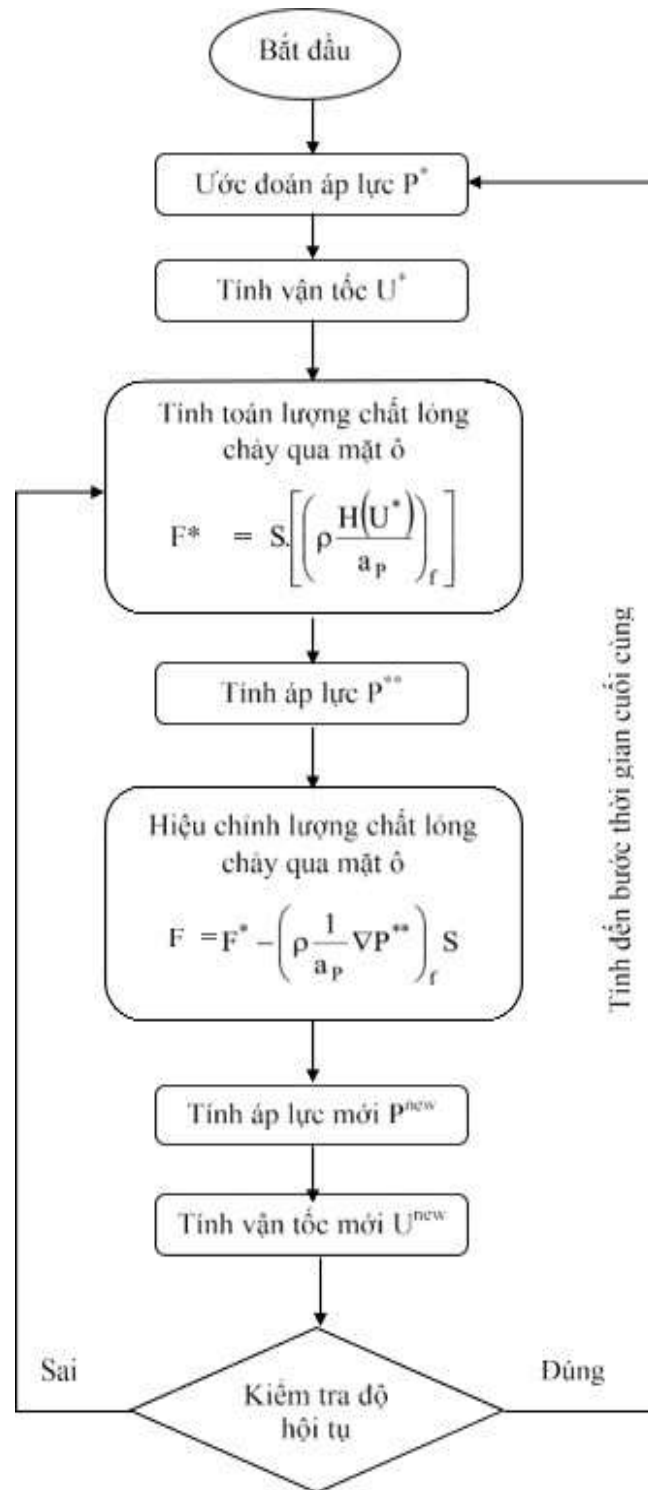 Bắt đầu
Ước đoán áp lực P*
Tính vận tốc U*
Tính toán lượng chất lỏng
chảy qua mặt ô
F* = S.[(ρ H(U*)/a_P)_f]
Tính áp lực P**
Hiệu chỉnh lượng chất lỏng
chảy qua mặt ô
F = F* − (ρ 1/a_P ∇P**)_f S
Tính áp lực mới P^new
Tính vận tốc mới U^new
Sai
Kiểm tra độ
hội tụ
Đúng
Tính đến bước thời gian cuối cùng